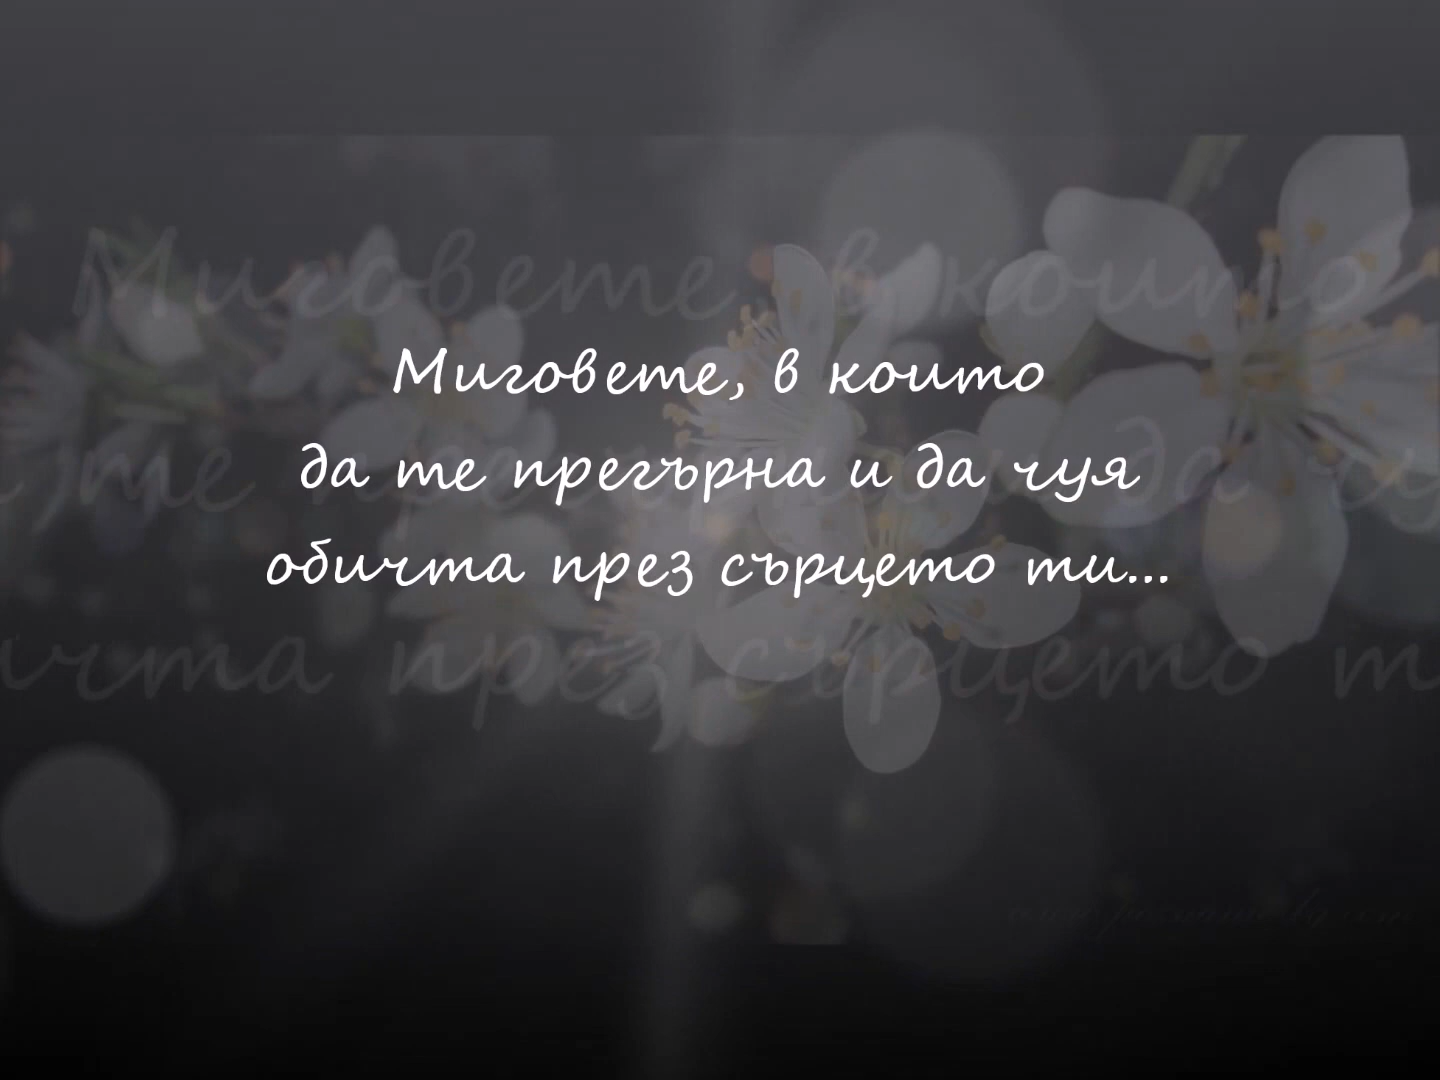 Миговете, в които
да те прегърна и да чуя
обичта през сърцето ти...